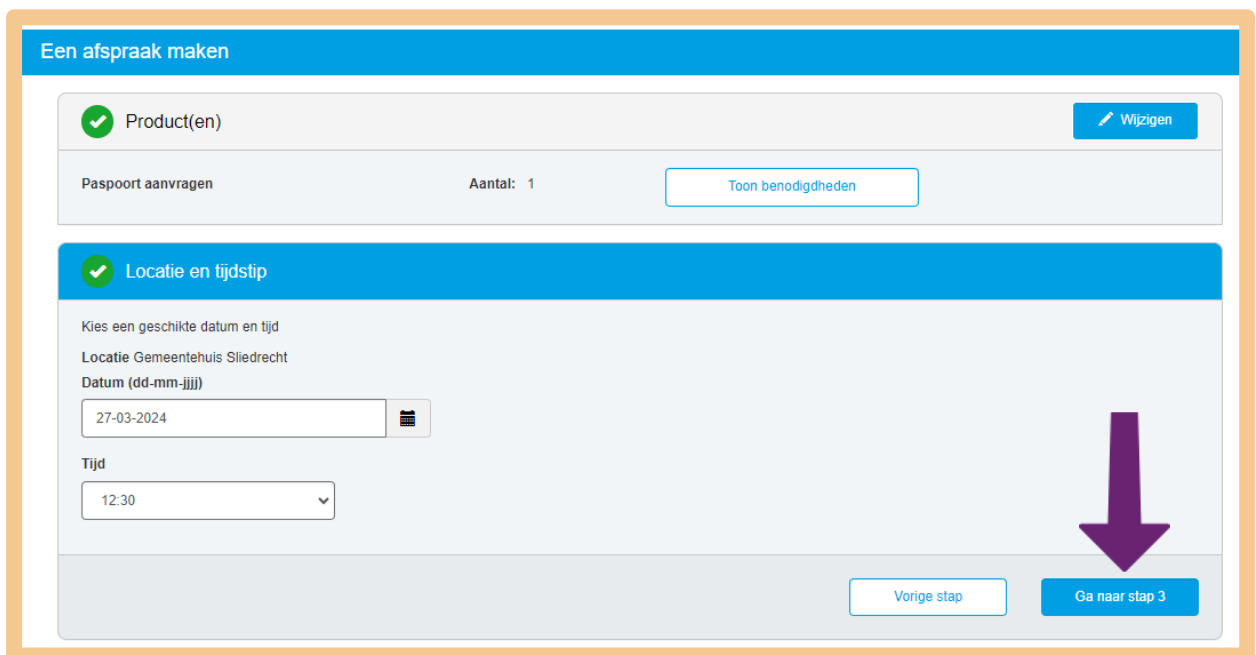 Een afspraak maken
Product(en)
Wijzigen
Paspoort aanvragen Aantal: 1 Toon benodigdheden
Locatie en tijdstip
Kies een geschikte datum en tijd
Locatie Gemeentehuis Sliedrecht
Datum (dd-mm-jjjj)
27-03-2024
Tijd
12:30
Vorige stap Ga naar stap 3